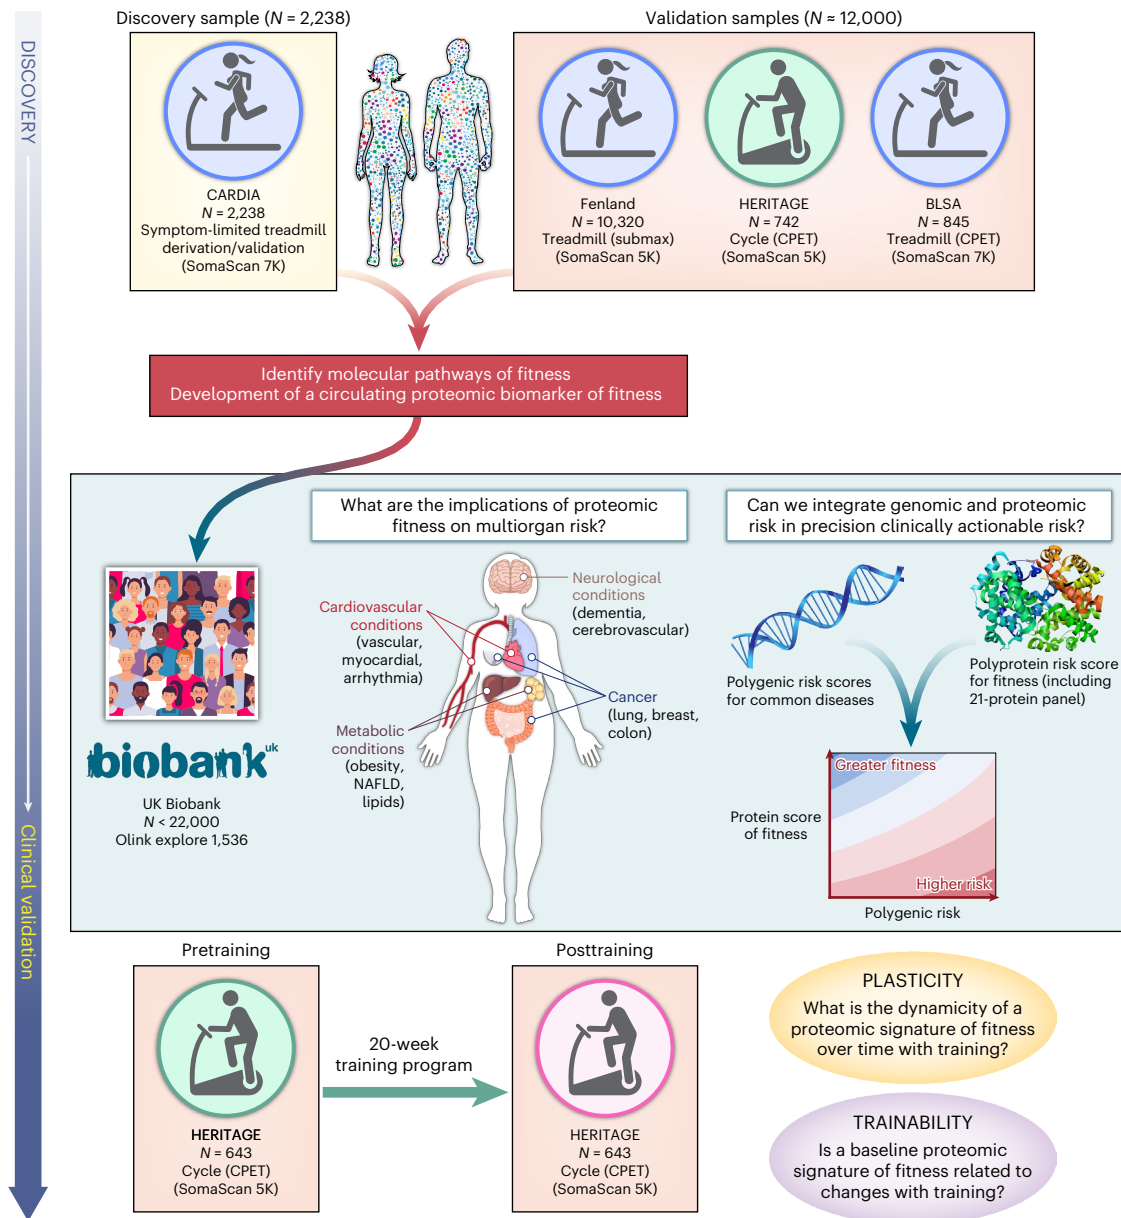 DISCOVERY
Clinical validation
Discovery sample (N = 2,238)
CARDIA
N = 2,238
Symptom-limited treadmill
derivation/validation
(SomaScan 7K)
Validation samples (N ≈ 12,000)
Fenland
N = 10,320
Treadmill (submax)
(SomaScan 5K)
HERITAGE
N = 742
Cycle (CPET)
(SomaScan 5K)
BLSA
N = 845
Treadmill (CPET)
(SomaScan 7K)
Identify molecular pathways of fitness
Development of a circulating proteomic biomarker of fitness
biobank uk
UK Biobank
N < 22,000
Olink explore 1,536
What are the implications of proteomic
fitness on multiorgan risk?
Neurological
conditions
(dementia,
cerebrovascular)
Cardiovascular
conditions
(vascular,
myocardial,
arrhythmia)
Cancer
(lung, breast,
colon)
Metabolic
conditions
(obesity,
NAFLD,
lipids)
Can we integrate genomic and proteomic
risk in precision clinically actionable risk?
Polygenic risk scores
for common diseases
Polyprotein risk score
for fitness (including
21-protein panel)
Greater fitness
Protein score
of fitness
Higher risk
Polygenic risk
Pretraining
HERITAGE
N = 643
Cycle (CPET)
(SomaScan 5K)
20-week
training program
Posttraining
HERITAGE
N = 643
Cycle (CPET)
(SomaScan 5K)
PLASTICITY
What is the dynamicity of a
proteomic signature of fitness
over time with training?
TRAINABILITY
Is a baseline proteomic
signature of fitness related to
changes with training?